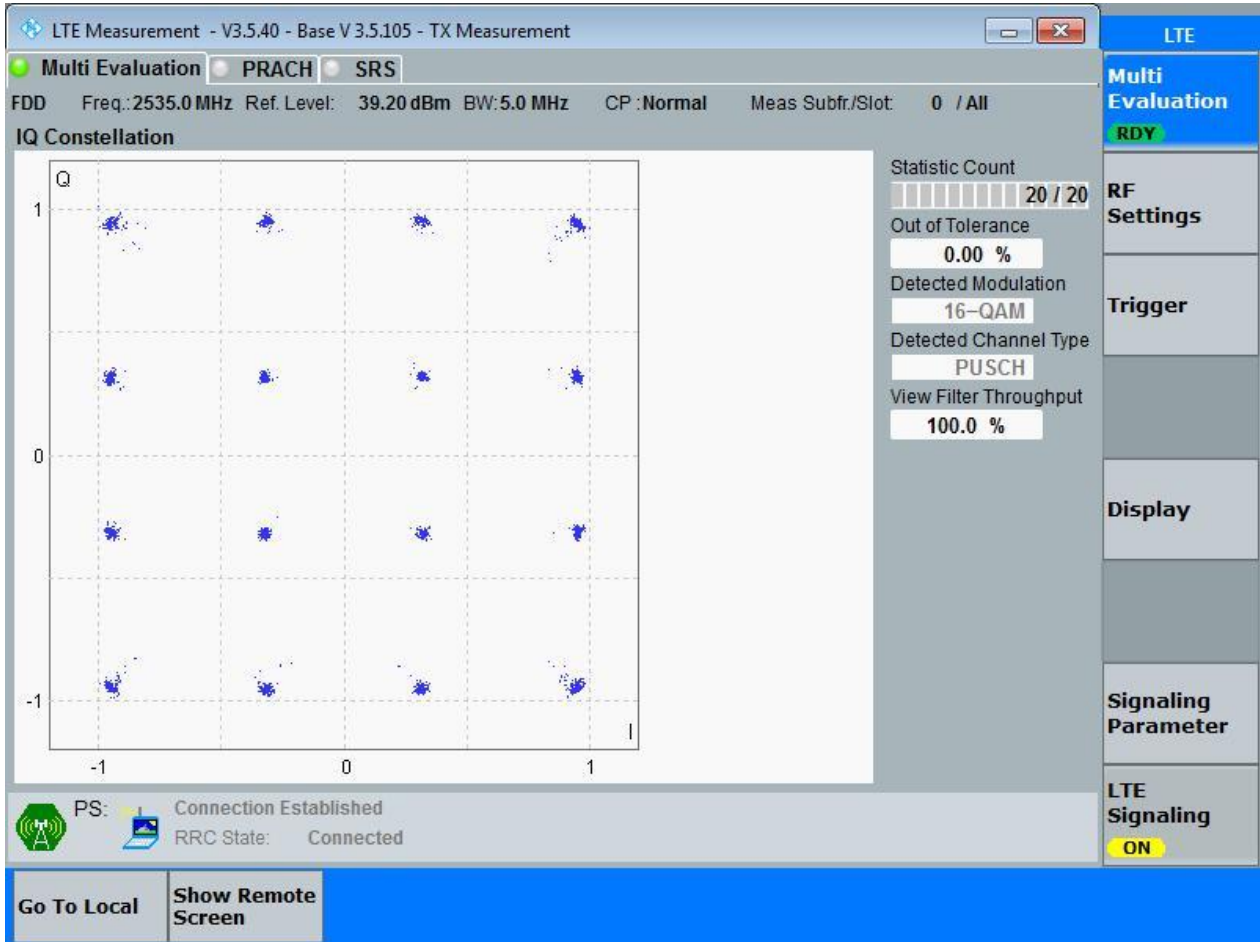 LTE Measurement - V3.5.40 - Base V 3.5.105 - TX Measurement
LTE
Multi Evaluation PRACH SRS
FDD Freq.: 2535.0 MHz Ref. Level: 39.20 dBm BW: 5.0 MHz CP : Normal Meas Subfr./Slot: 0 / All
IQ Constellation
Q
1
0
-1
I
-1 0 1
Statistic Count
20 / 20
Out of Tolerance
0.00 %
Detected Modulation
16-QAM
Detected Channel Type
PUSCH
View Filter Throughput
100.0 %
Multi
Evaluation
RDY
RF
Settings
Trigger
Display
Signaling
Parameter
LTE
Signaling
ON
PS: Connection Established
RRC State: Connected
Go To Local
Show Remote
Screen